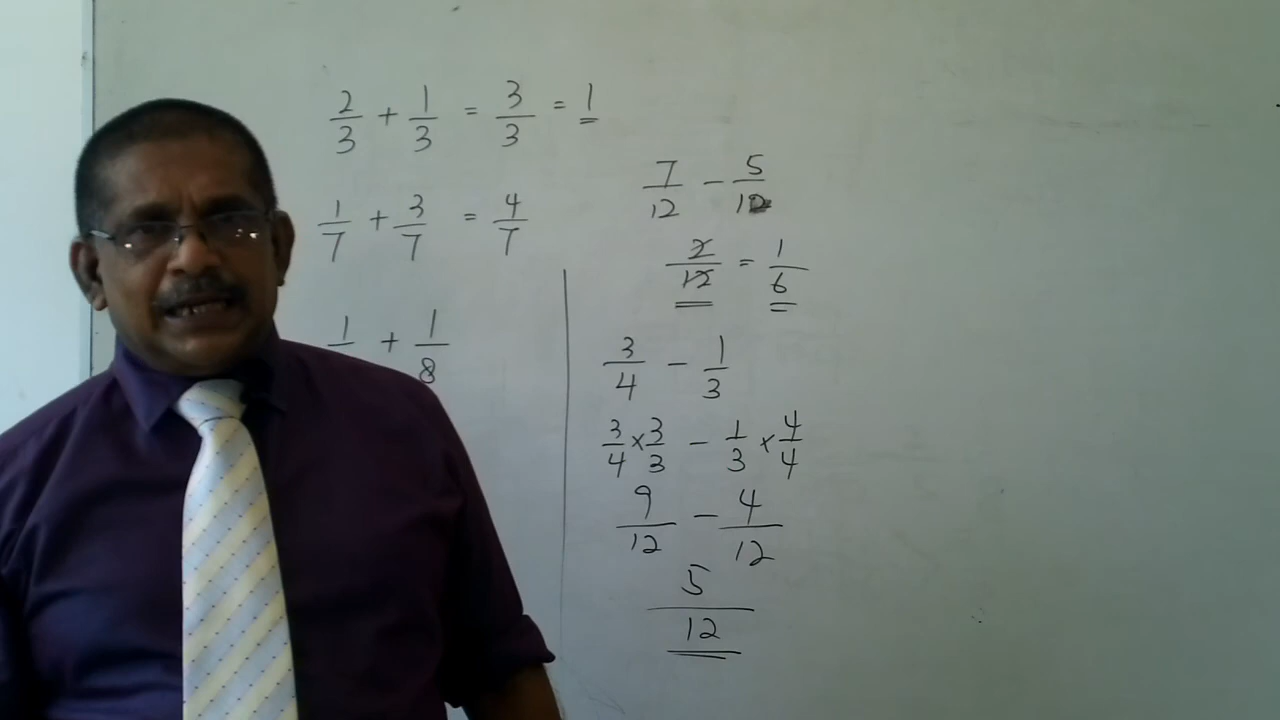 2/3 + 1/3 = 3/3 = 1
1/7 + 3/7 = 4/7
1/ + 1/8
7/12 - 5/12
2/12 = 1/6
3/4 - 1/3
3/4 × 3/3 - 1/3 × 4/4
9/12 - 4/12
5/12